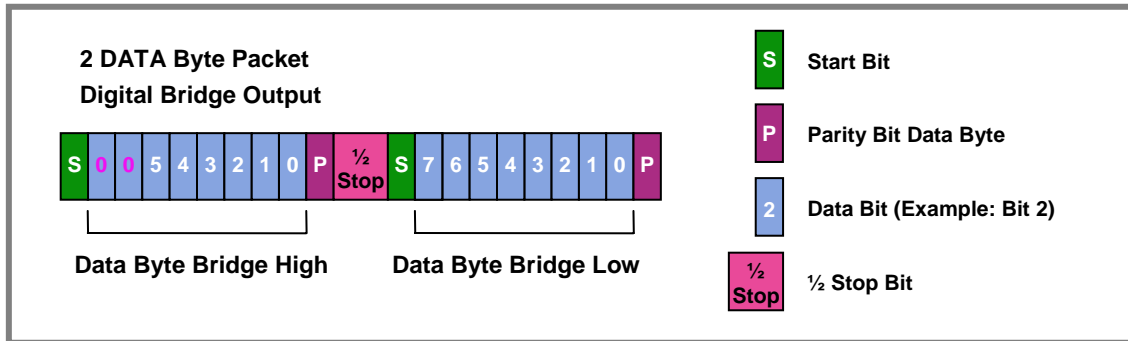 2 DATA Byte Packet
Digital Bridge Output
S 0 0 5 4 3 2 1 0 P ½ Stop S 7 6 5 4 3 2 1 0 P
Data Byte Bridge High
Data Byte Bridge Low
S Start Bit
P Parity Bit Data Byte
2 Data Bit (Example: Bit 2)
½ Stop ½ Stop Bit